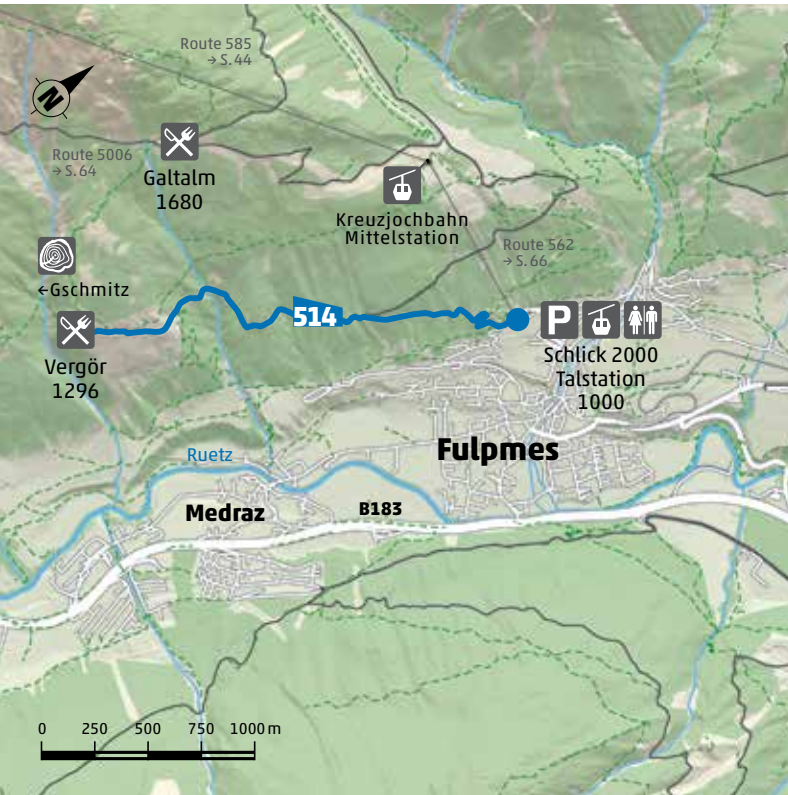 Route 585
→ S. 44
N
Route 5006
→ S. 64
Galtalm
1680
Kreuzjochbahn
Mittelstation
Route 562
→ S. 66
←Gschmitz
514
P
Vergör
1296
Schlick 2000
Talstation
1000
Fulpmes
Ruetz
Medraz
B183
0 250 500 750 1000 m